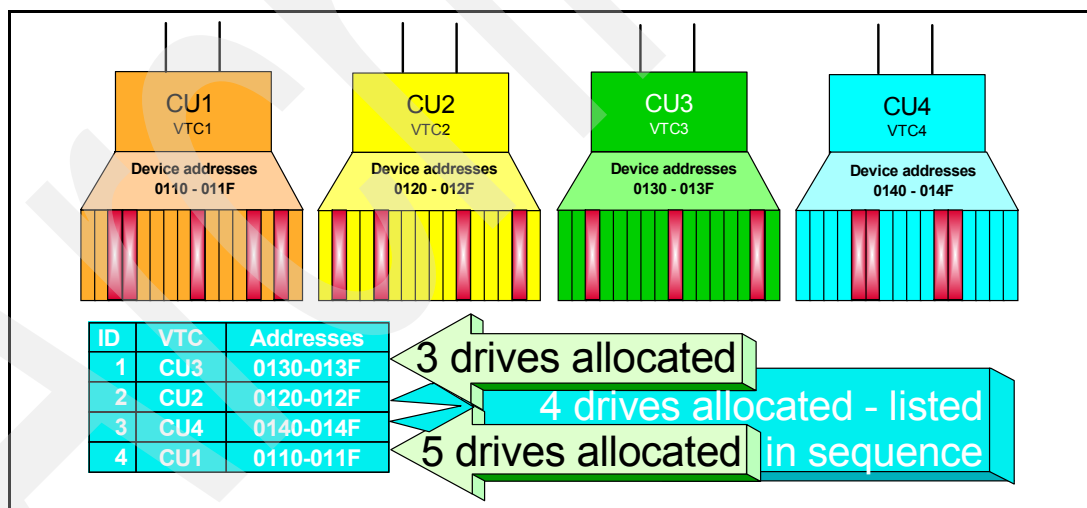 CU1
VTC1
Device addresses
0110 - 011F
CU2
VTC2
Device addresses
0120 - 012F
CU3
VTC3
Device addresses
0130 - 013F
CU4
VTC4
Device addresses
0140 - 014F
ID VTC Addresses
1 CU3 0130-013F
2 CU2 0120-012F
3 CU4 0140-014F
4 CU1 0110-011F
3 drives allocated
4 drives allocated - listed
in sequence
5 drives allocated